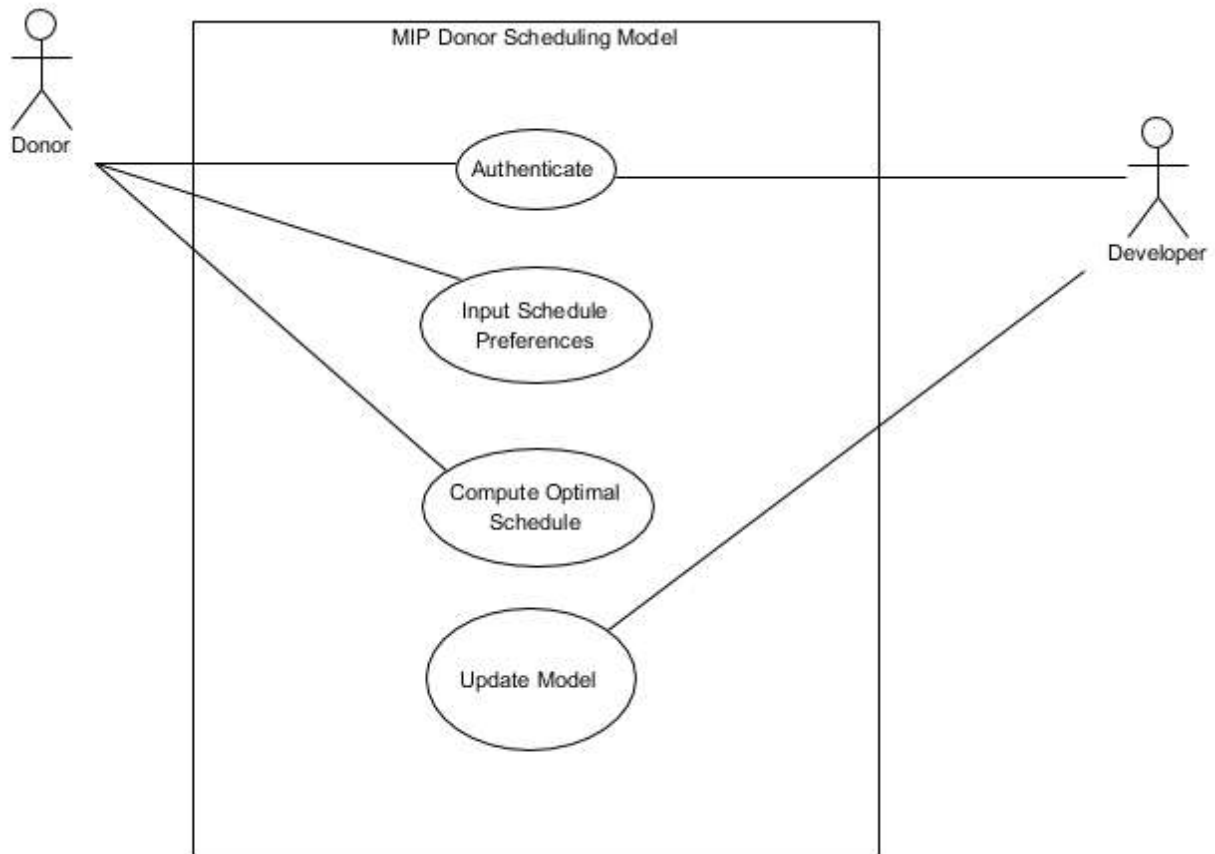 MIP Donor Scheduling Model
Donor
Authenticate
Developer
Input Schedule
Preferences
Compute Optimal
Schedule
Update Model